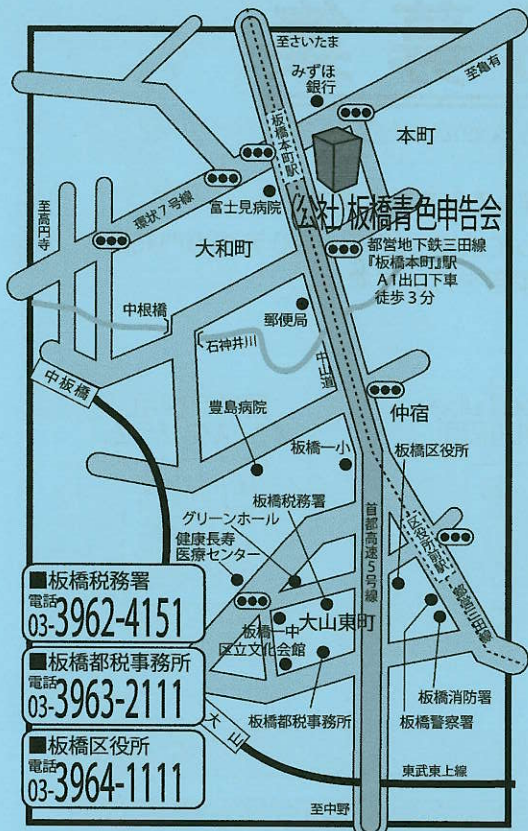 至さいたま
みずほ
銀行
至亀有
本町
板橋本町駅
環状7号線
富士見病院
(公社)板橋青色申告会
都営地下鉄三田線
『板橋本町』駅
A1出口下車
徒歩3分
至高円寺
大和町
中根橋
石神井川
郵便局
中山道
中板橋
仲宿
豊島病院
板橋一小
板橋区役所
板橋税務署
グリーンホール
健康長寿
医療センター
首都高速5号線
区役所前駅
都営三田線
大山東町
板橋一中
区立文化会館
板橋都税事務所
板橋消防署
板橋警察署
大山
東武東上線
至中野
■板橋税務署
電話
03-3962-4151
■板橋都税事務所
電話
03-3963-2111
■板橋区役所
電話
03-3964-1111